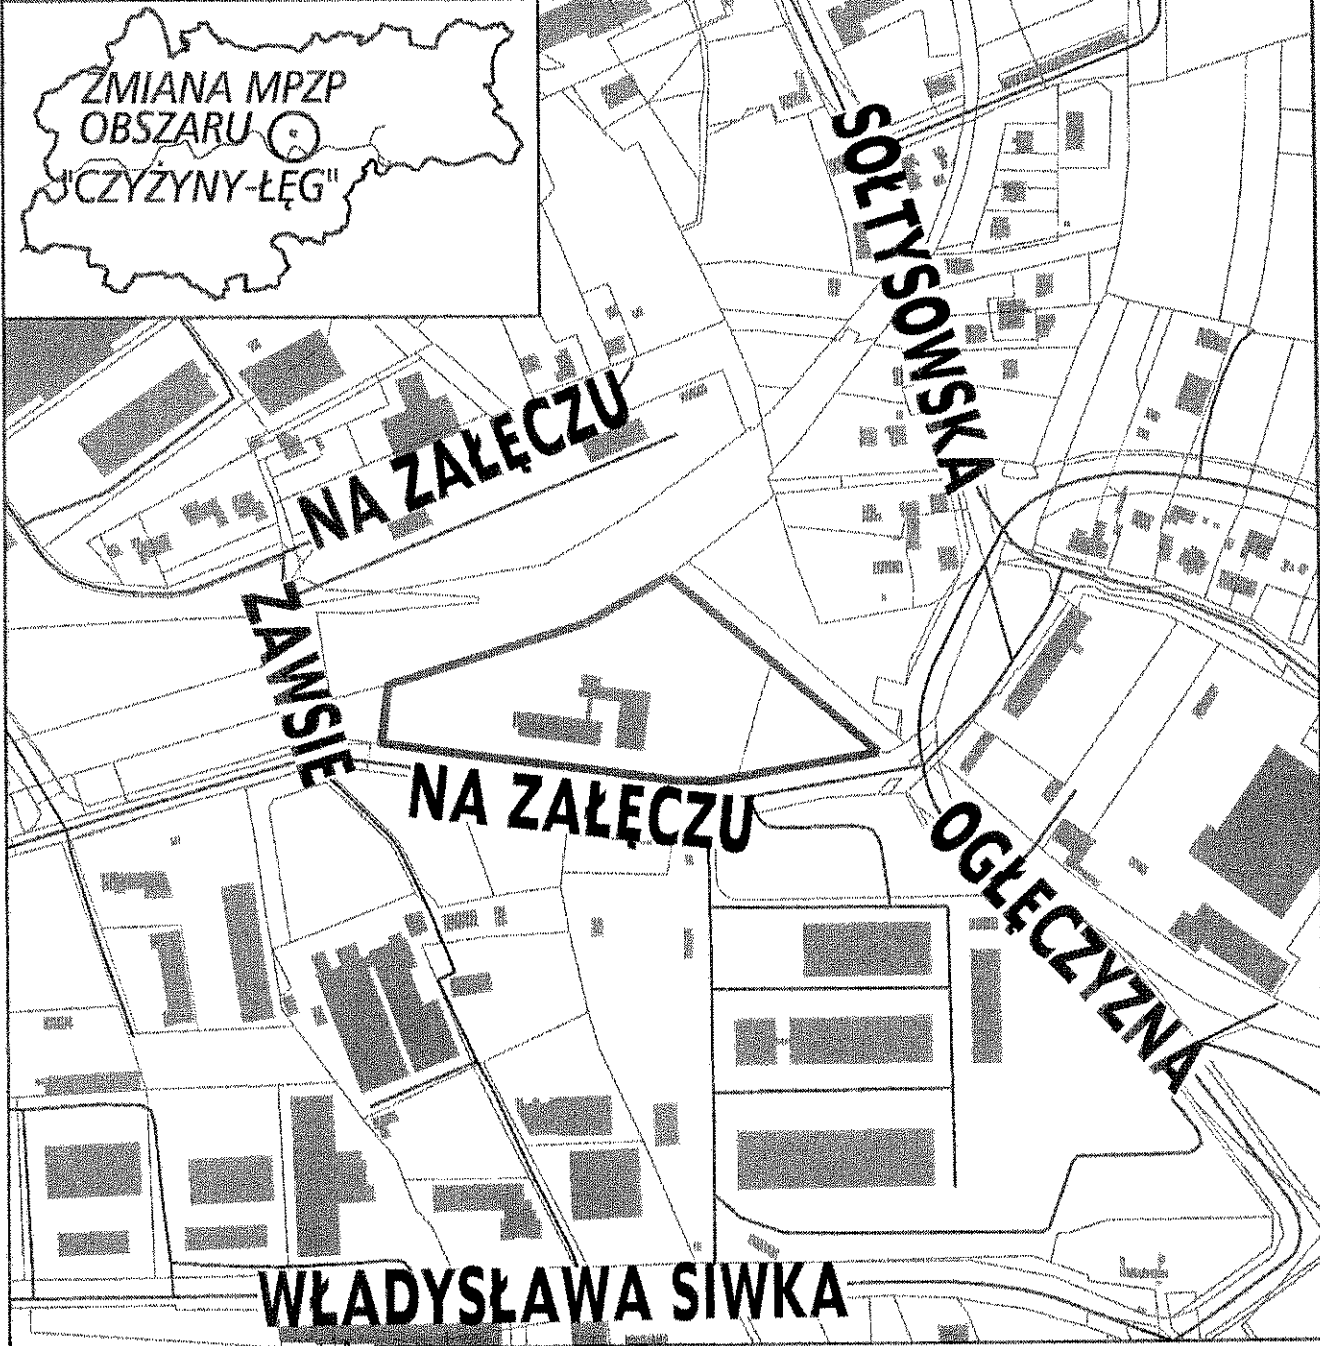 ZMIANA MPZP
OBSZARU
"CZYŻYNY-ŁĘG"
SOŁTYSOWSKA
NA ZAŁĘCZU
ZAWSIE
NA ZAŁĘCZU
OGŁĘCZYZNA
WŁADYSŁAWA SIWKA